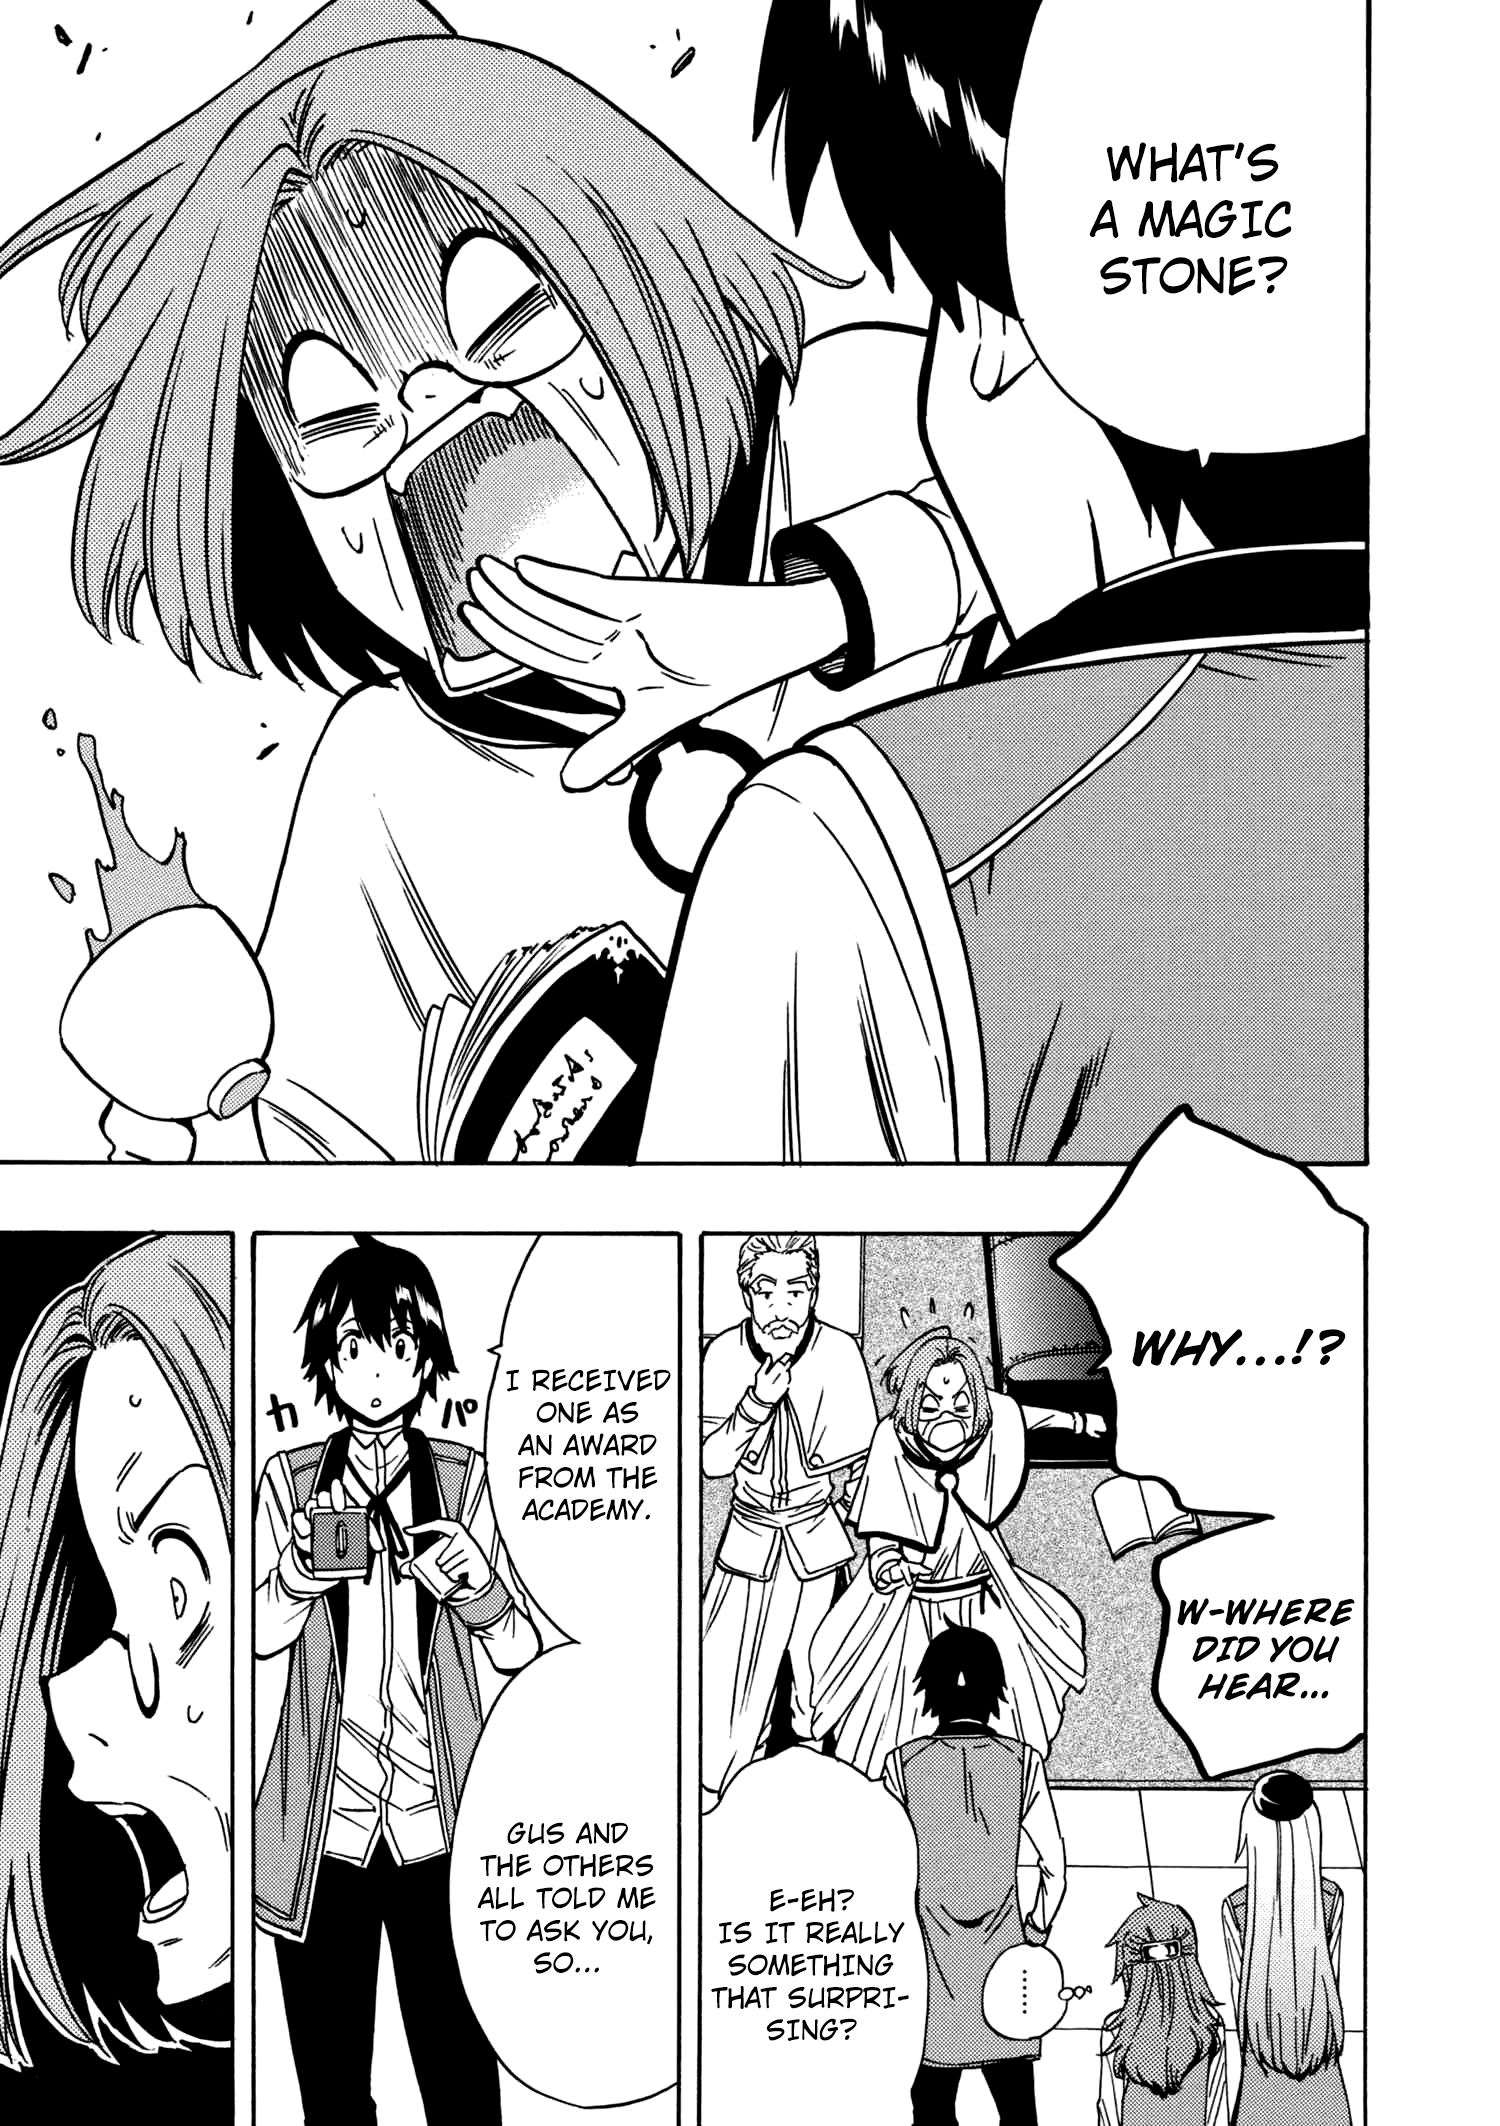 WHAT'S
A MAGIC
STONE?
WHY...!?
W-WHERE
DID YOU
HEAR...
E-EH?
IS IT REALLY
SOMETHING
THAT SURPRI-
SING?
......
I RECEIVED
ONE AS
AN AWARD
FROM THE
ACADEMY.
カパ
GUS AND
THE OTHERS
ALL TOLD ME
TO ASK YOU,
SO...